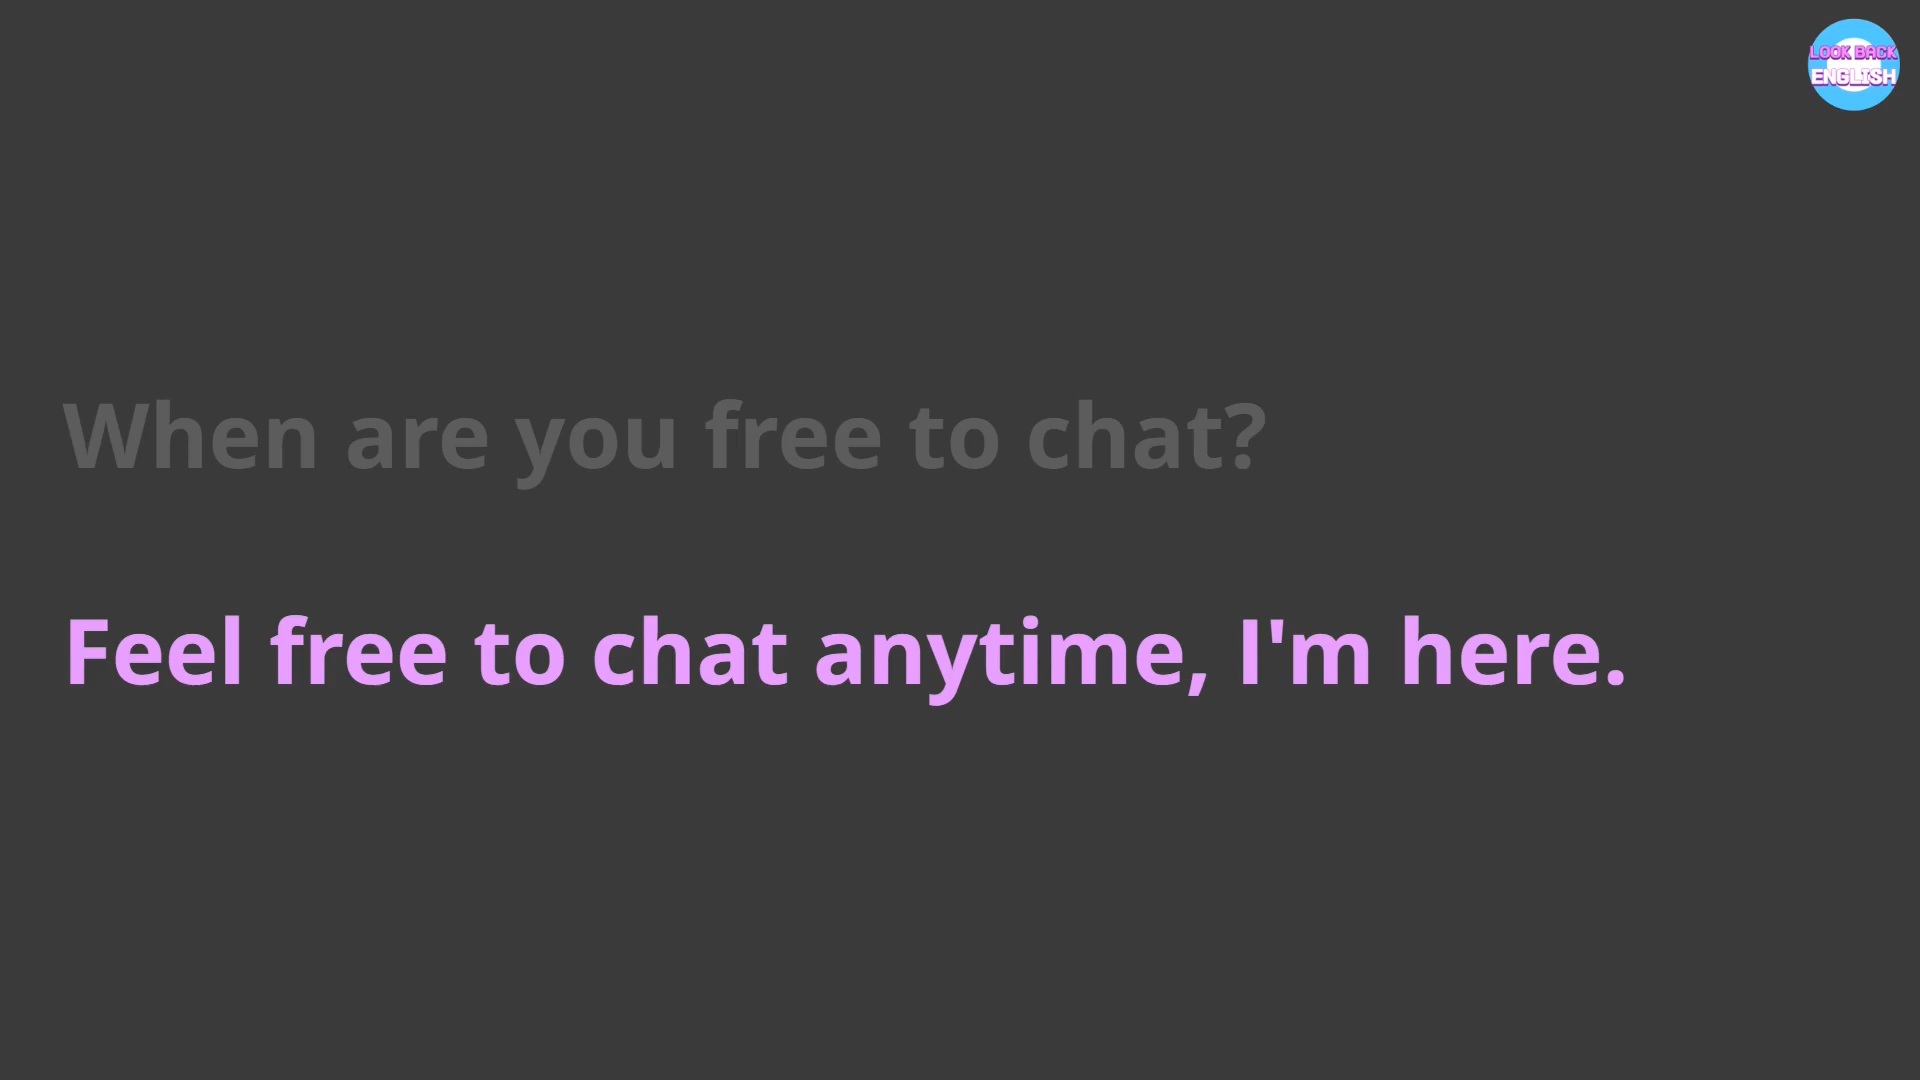 LOOK BACK
ENGLISH
When are you free to chat?
Feel free to chat anytime, I'm here.